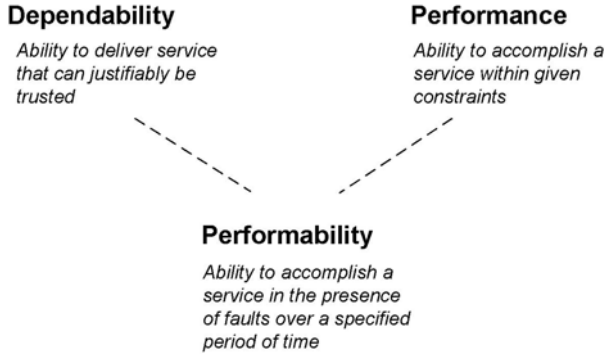 Dependability
Ability to deliver service
that can justifiably be
trusted
Performance
Ability to accomplish a
service within given
constraints
Performability
Ability to accomplish a
service in the presence
of faults over a specified
period of time